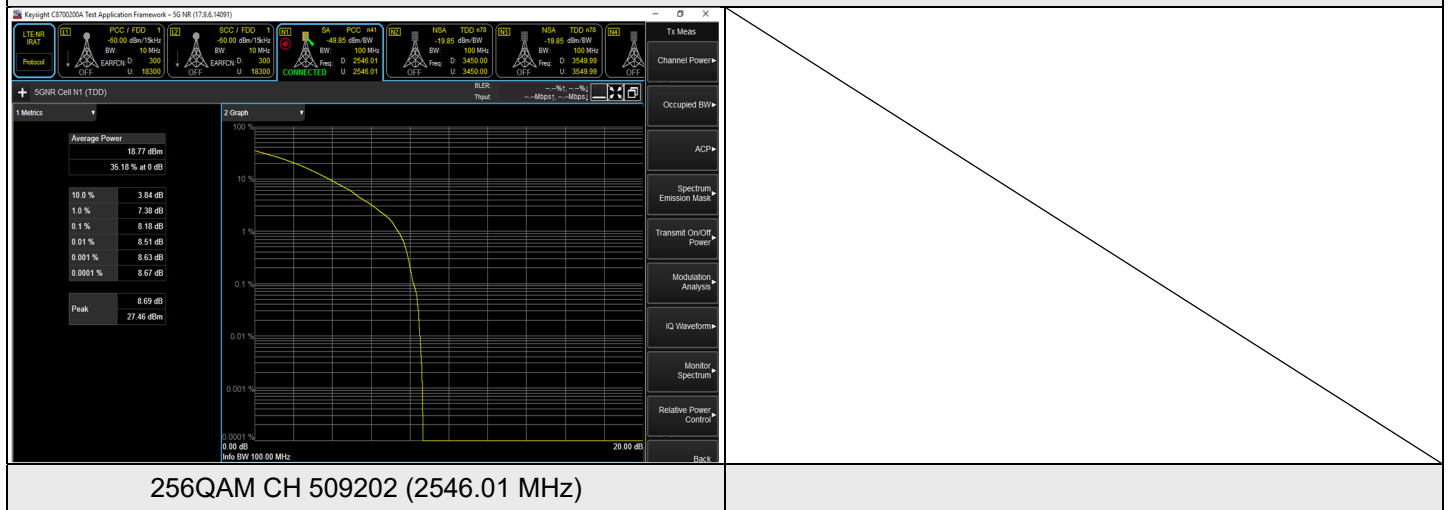 Keysight C8700200A Test Application Framework – 5G NR (17.9.6.14091)
LTE-NR IRAT
Protocol
L1 PCC / FDD 1
-60.00 dBm/15kHz
BW: 10 MHz
EARFCN: D: 300
OFF U: 18300
L2 SCC / FDD 1
-60.00 dBm/15kHz
BW: 10 MHz
EARFCN: D: 300
OFF U: 18300
N1 SA PCC n41
-49.85 dBm/BW
BW: 100 MHz
Freq: D: 2546.01
CONNECTED U: 2546.01
N2 NSA TDD n78
-19.85 dBm/BW
BW: 100 MHz
Freq: D: 3450.00
OFF U: 3450.00
N3 NSA TDD n78
-19.85 dBm/BW
BW: 100 MHz
Freq: D: 3549.99
OFF U: 3549.99
N4
OFF
Tx Meas
Channel Power
Occupied BW
ACP
Spectrum Emission Mask
Transmit On/Off Power
Modulation Analysis
IQ Waveform
Monitor Spectrum
Relative Power Control
Back
5GNR Cell N1 (TDD)
BLER: --.--%↑, --.--%↓
Thput: --.--Mbps↑, --.--Mbps↓
1 Metrics
Average Power
18.77 dBm
35.18 % at 0 dB
10.0 % 3.84 dB
1.0 % 7.38 dB
0.1 % 8.18 dB
0.01 % 8.51 dB
0.001 % 8.63 dB
0.0001 % 8.67 dB
Peak 8.69 dB
27.46 dBm
2 Graph
100 %
10 %
1 %
0.1 %
0.01 %
0.001 %
0.0001 %
0.00 dB 20.00 dB
Info BW 100.00 MHz
256QAM CH 509202 (2546.01 MHz)